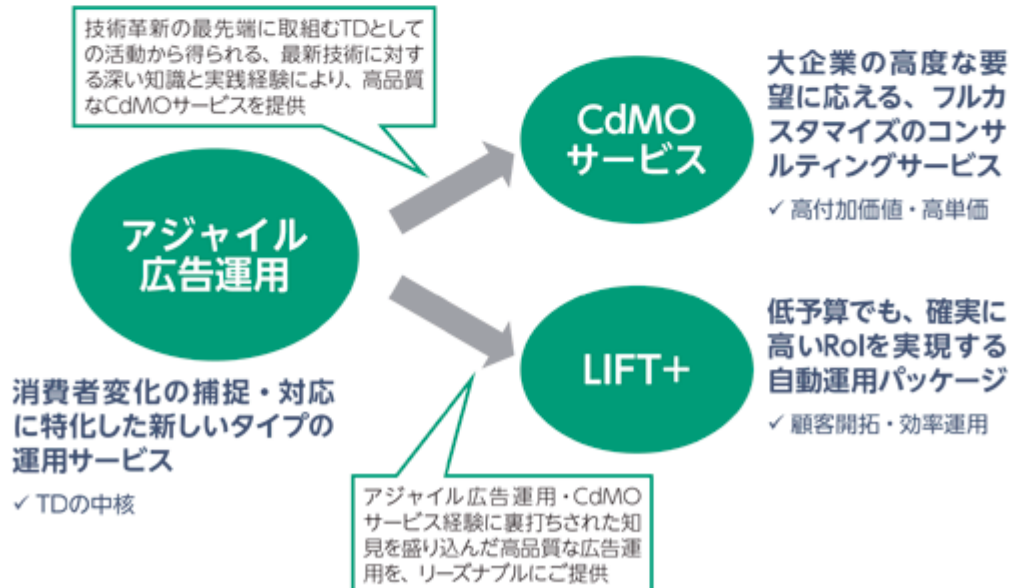 技術革新の最先端に取組むTDとして
の活動から得られる、最新技術に対す
る深い知識と実践経験により、高品質
なCdMOサービスを提供
CdMO
サービス
大企業の高度な要
望に応える、フルカ
スタマイズのコンサ
ルティングサービス
✓ 高付加価値・高単価
アジャイル
広告運用
消費者変化の捕捉・対応
に特化した新しいタイプの
運用サービス
✓ TDの中核
LIFT+
低予算でも、確実に
高いRoIを実現する
自動運用パッケージ
✓ 顧客開拓・効率運用
アジャイル広告運用・CdMO
サービス経験に裏打ちされた知
見を盛り込んだ高品質な広告運
用を、リーズナブルにご提供